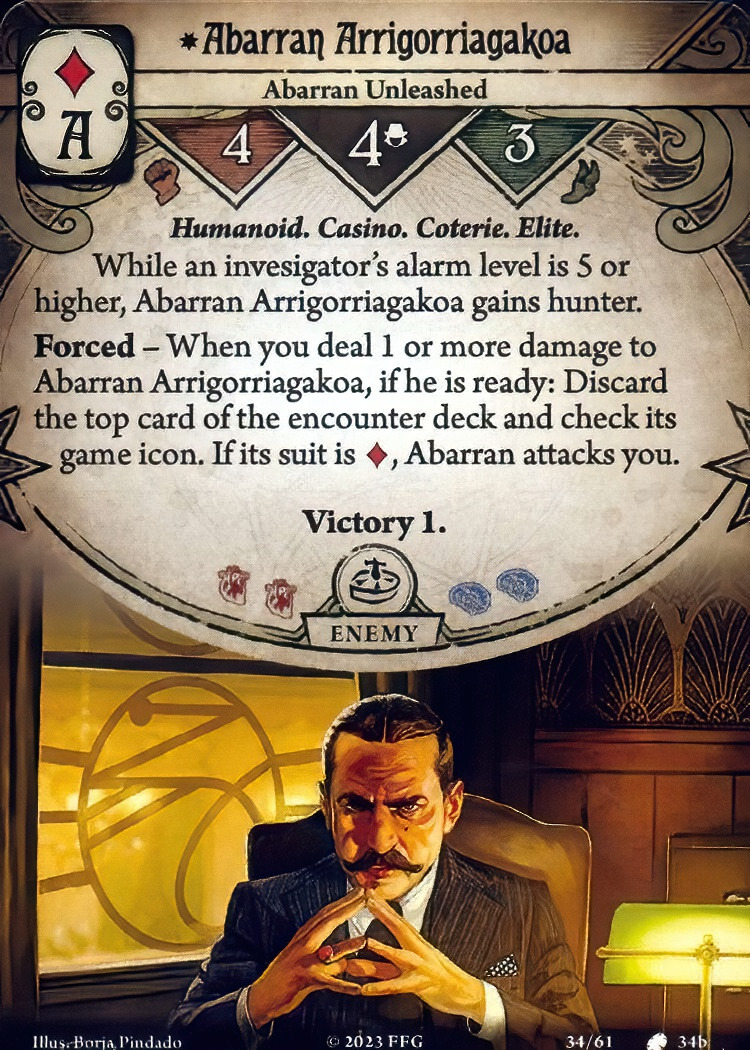 Abarran Arrigorriagakoa
Abarran Unleashed
A
4
4
3
Humanoid. Casino. Coterie. Elite.
While an invesigator's alarm level is 5 or
higher, Abarran Arrigorriagakoa gains hunter.
Forced – When you deal 1 or more damage to
Abarran Arrigorriagakoa, if he is ready: Discard
the top card of the encounter deck and check its
game icon. If its suit is ♦, Abarran attacks you.
Victory 1.
ENEMY
Illus. Borja Pindado
© 2023 FFG
34/61
34b